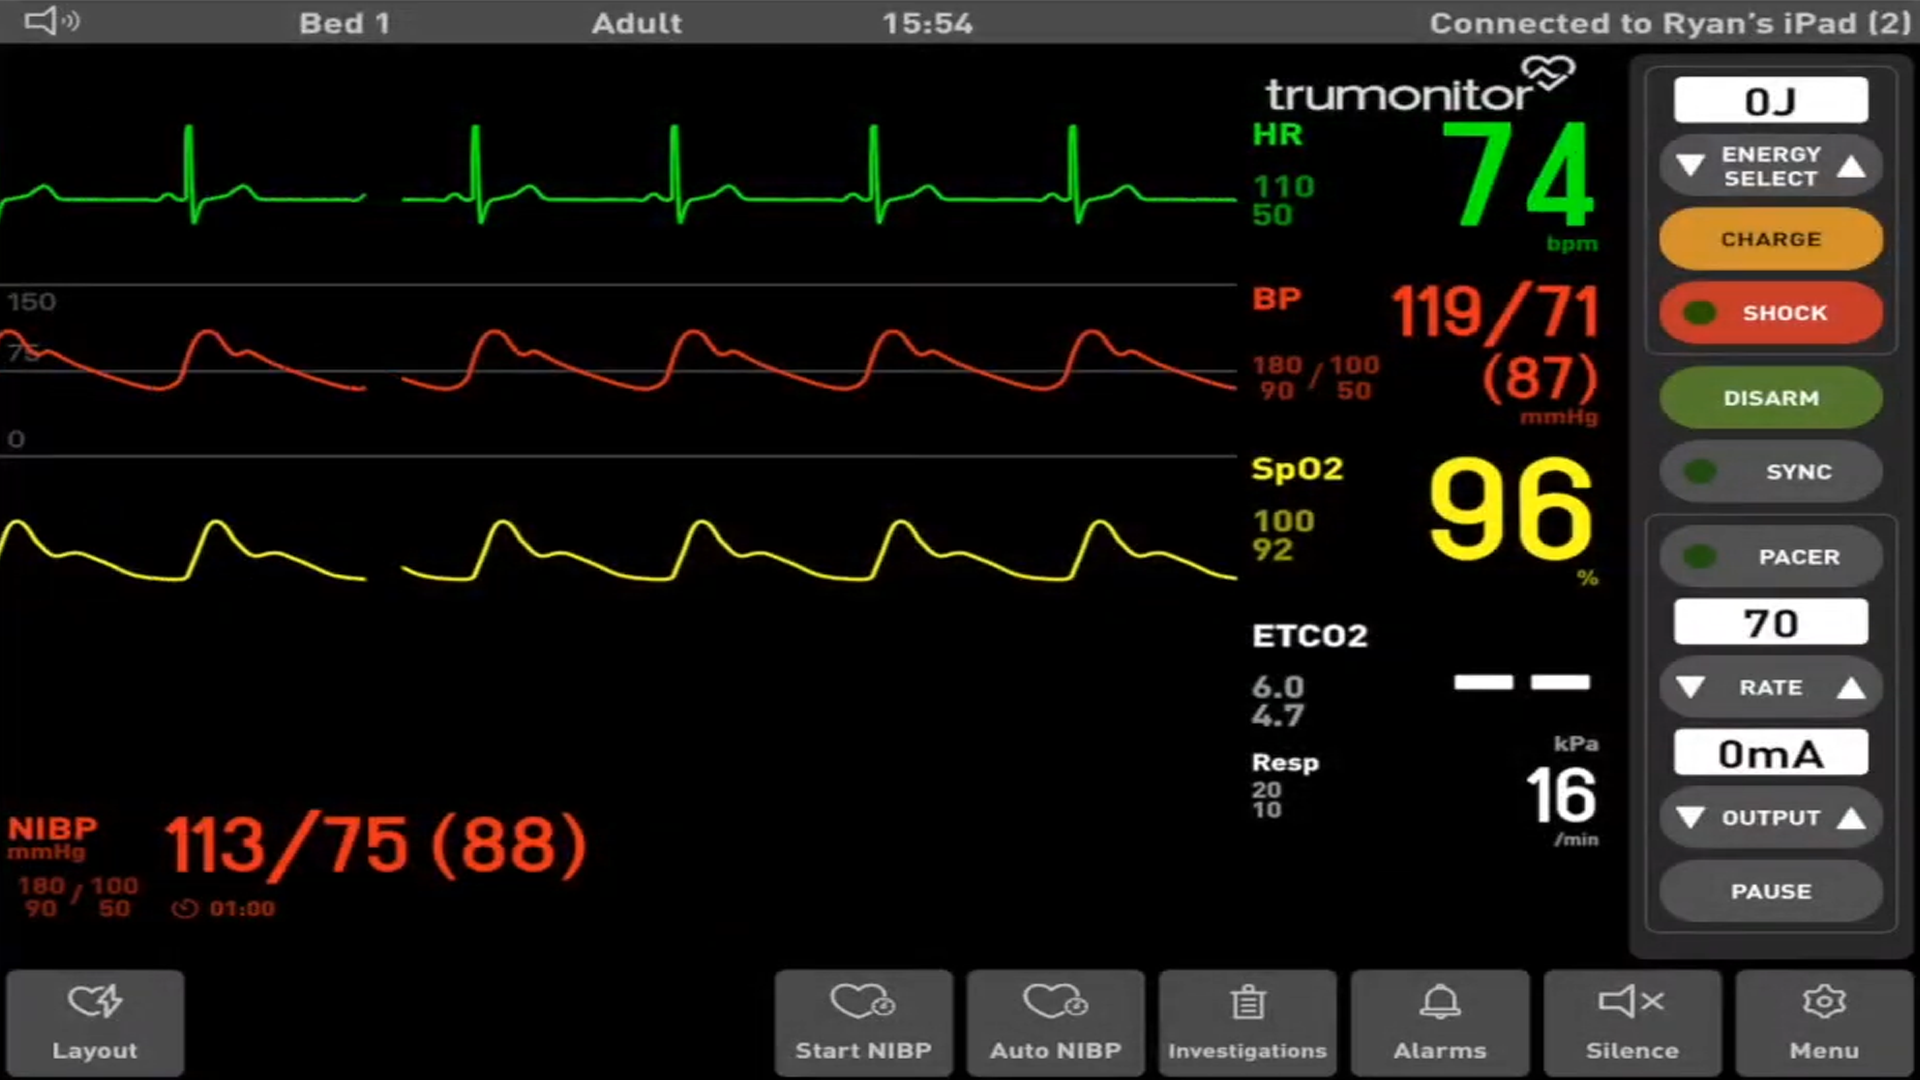 Bed 1 Adult 15:54 Connected to Ryan's iPad (2)
trumonitor
HR 74
110
50
bpm
150
75
0
BP 119/71
180 / 100 (87)
90 50
mmHg
SpO2 96
100
92
%
ETCO2
6.0 -- --
4.7
kPa
Resp 16
20
10
/min
NIBP 113/75 (88)
mmHg
180 / 100
90 50 01:00
0J
ENERGY
SELECT
CHARGE
SHOCK
DISARM
SYNC
PACER
70
RATE
0mA
OUTPUT
PAUSE
Layout Start NIBP Auto NIBP Investigations Alarms Silence Menu